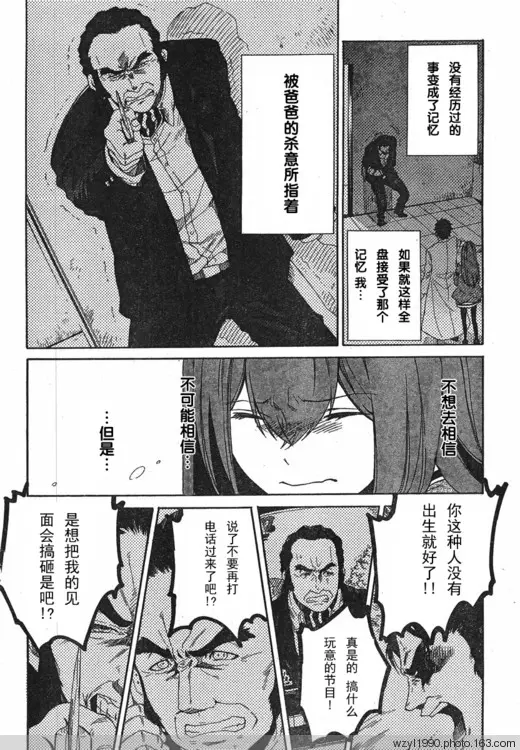 没有经历过的
事变成了记忆
如果就这样全
盘接受了那个
记忆 我…
被爸爸的杀意所指着
不想去相信
不可能相信…
…但是…
你这种人没有
出生就好了!!
真是的 搞什么
玩意的节目!
说了不要再打
电话过来了吧!?
是想把我的见
面会搞砸是吧!?
www.wzyl1990.photo.163.com